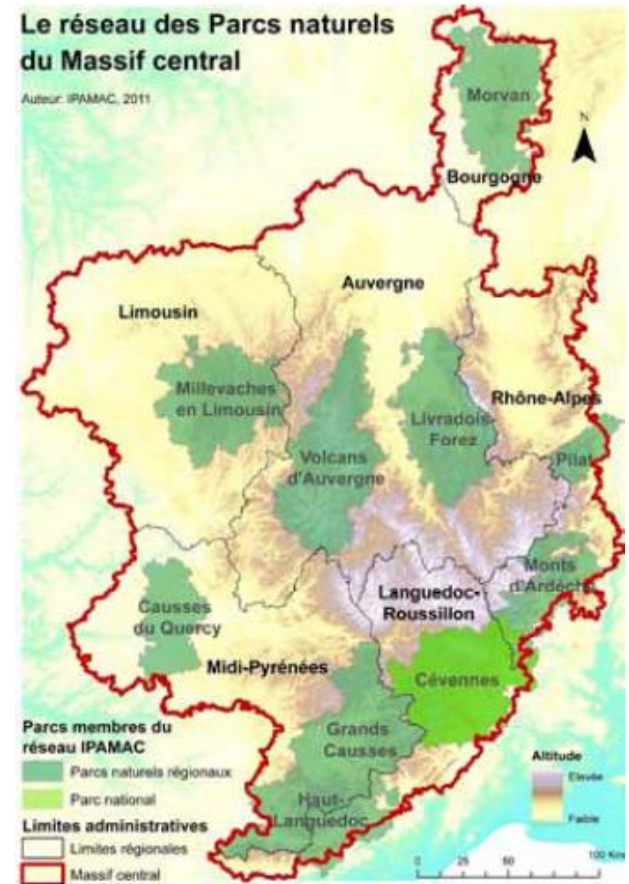 Le réseau des Parcs naturels
du Massif central
Auteur: IPAMAC, 2011
Morvan
N
Bourgogne
Auvergne
Limousin
Rhône-Alpes
Millevaches
en Limousin
Livradois-
Forez
Volcans
d'Auvergne
Pilat
Monts
d'Ardèche
Languedoc-
Roussillon
Causses
du Quercy
Midi-Pyrénées
Cévennes
Grands
Causses
Haut-
Languedoc
Parcs membres du
réseau IPAMAC
Parcs naturels régionaux
Parc national
Limites administratives
Limites régionales
Massif central
Altitude
Elevée
Faible
0 25 50 100